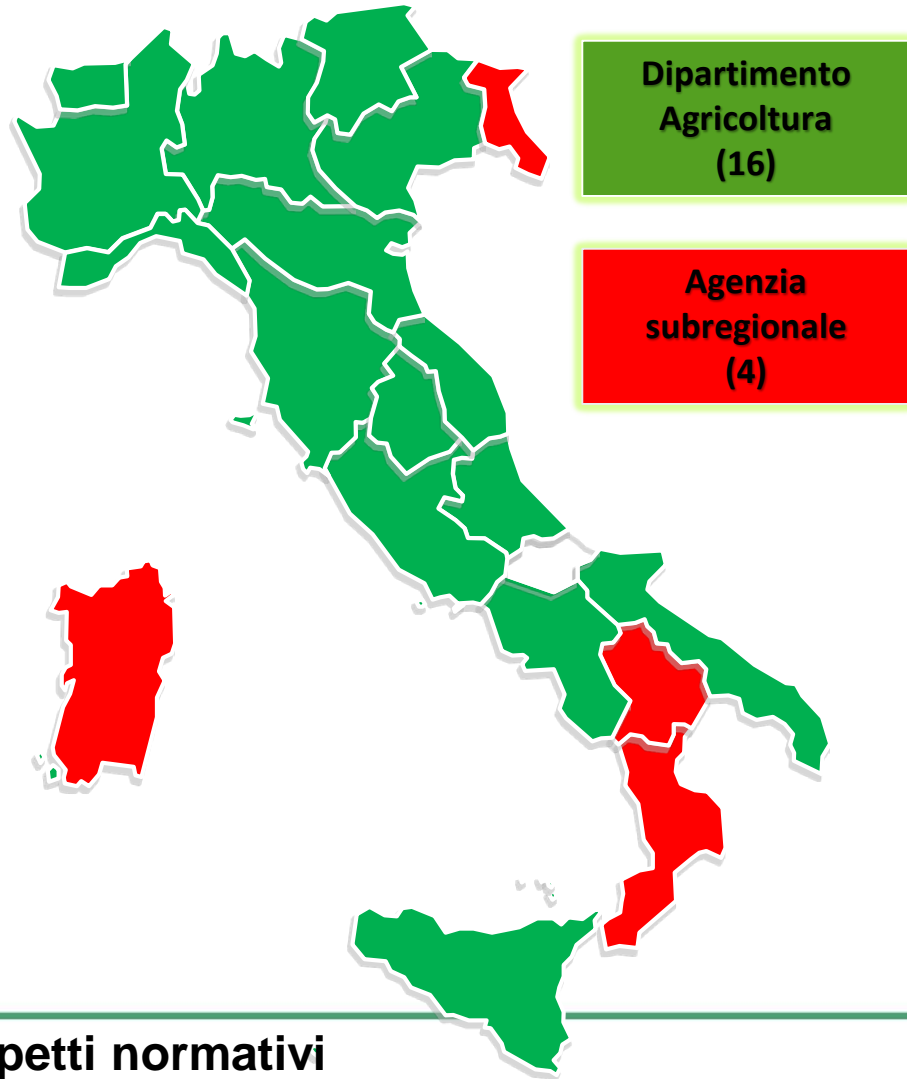 Dipartimento
Agricoltura
(16)
Agenzia
subregionale
(4)
petti normativi